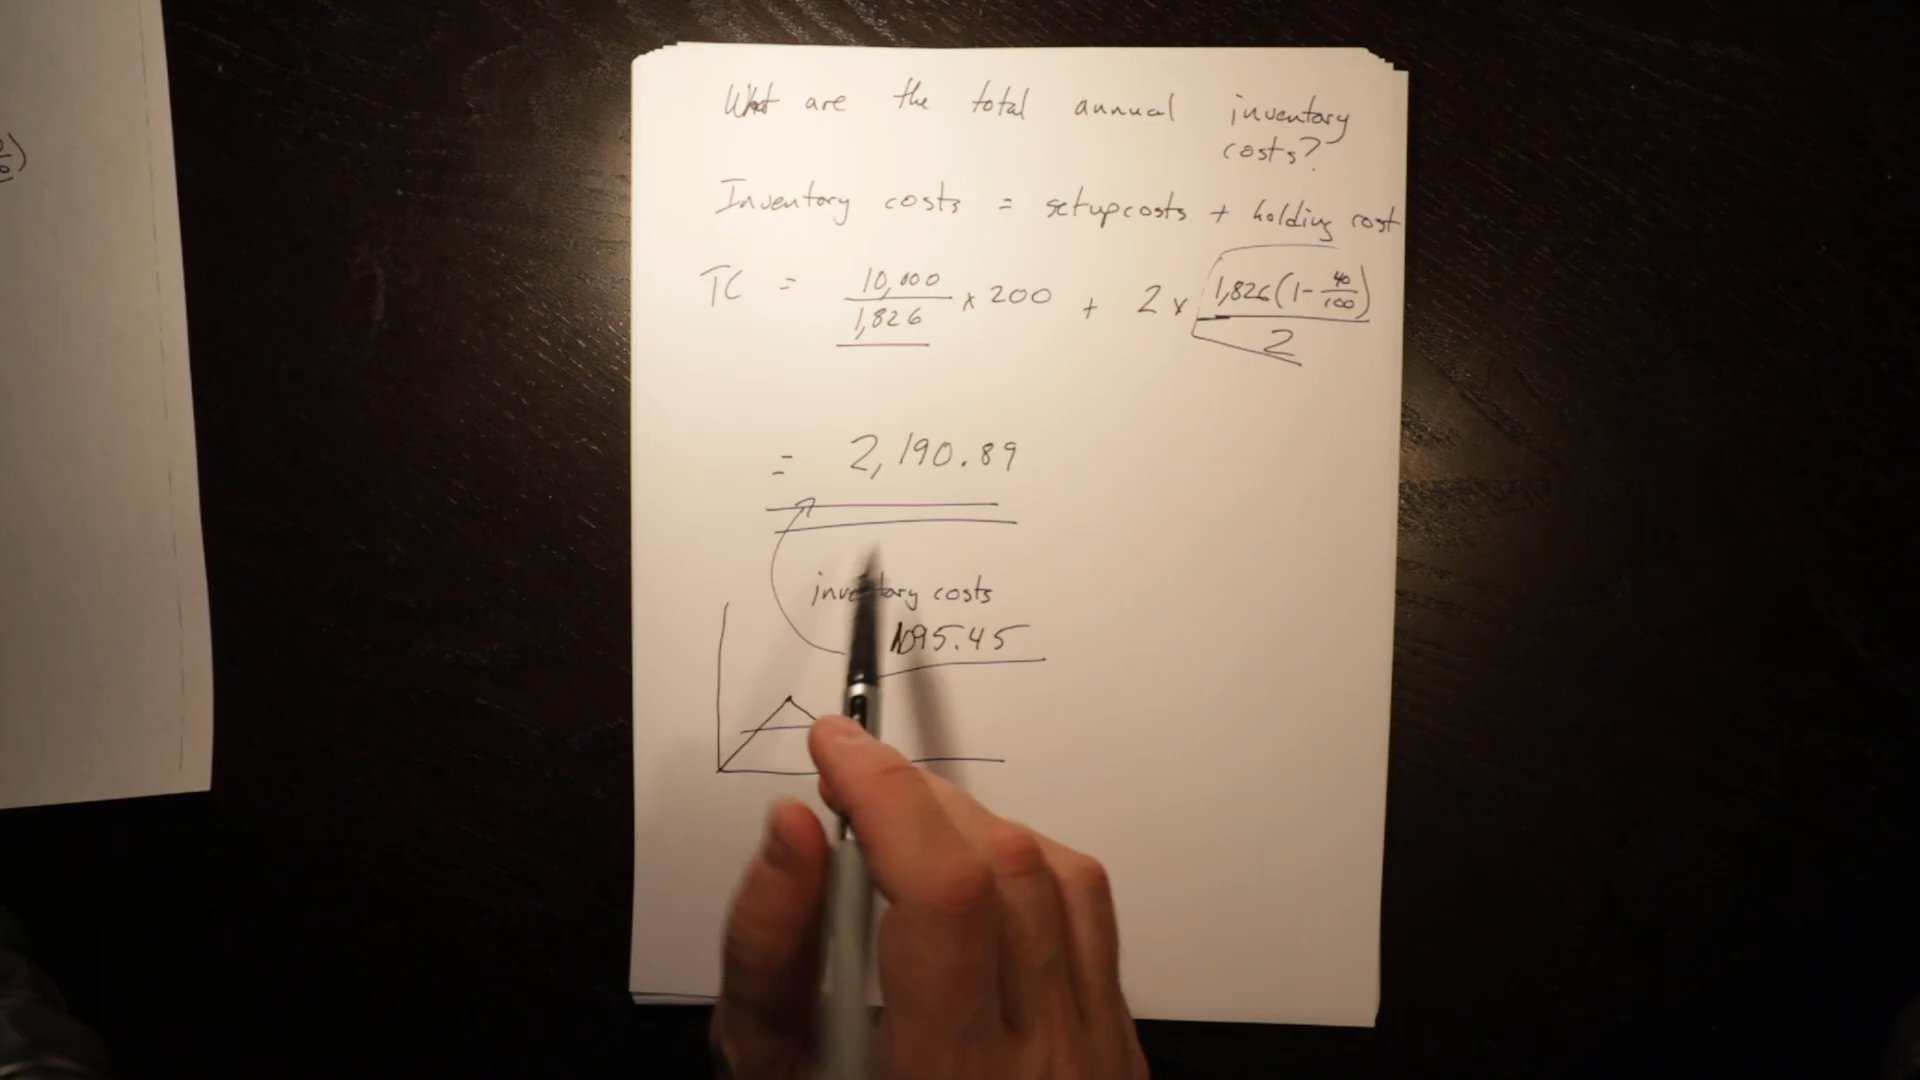 What are the total annual inventory
costs?
Inventory costs = setupcosts + holding cost
TC = 10,000/1,826 x 200 + 2 x 1,826(1-40/100)/2
= 2,190.89
inventory costs
1095.45
%)